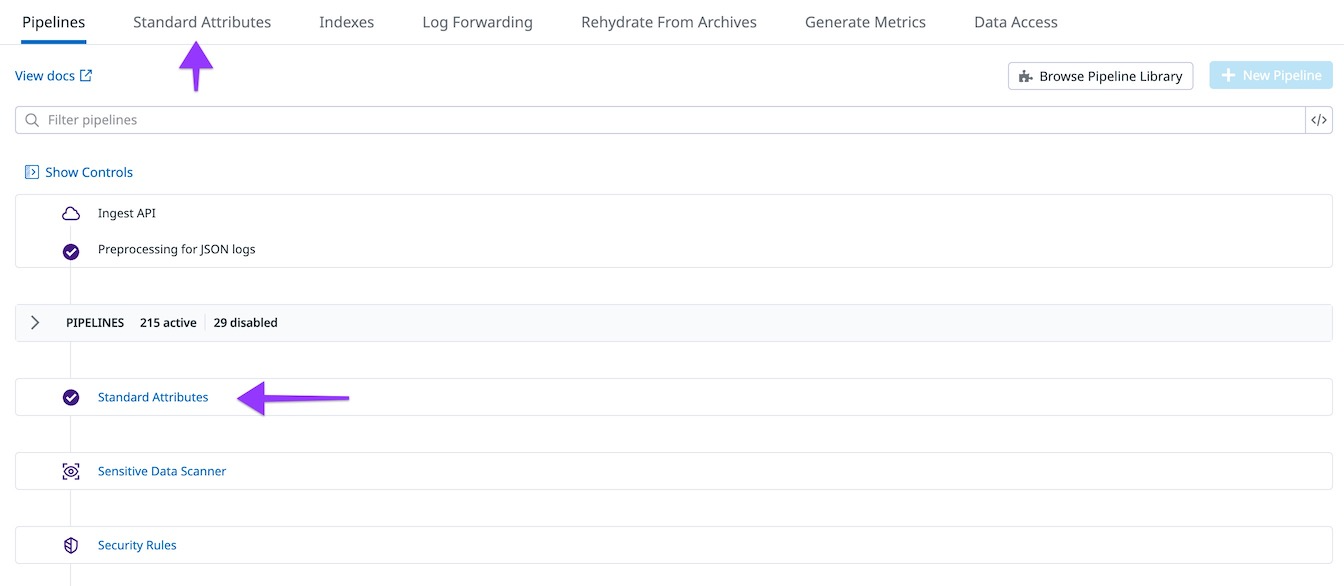 Pipelines Standard Attributes Indexes Log Forwarding Rehydrate From Archives Generate Metrics Data Access
View docs Browse Pipeline Library New Pipeline
Filter pipelines </>
Show Controls
Ingest API
Preprocessing for JSON logs
PIPELINES 215 active 29 disabled
Standard Attributes
Sensitive Data Scanner
Security Rules